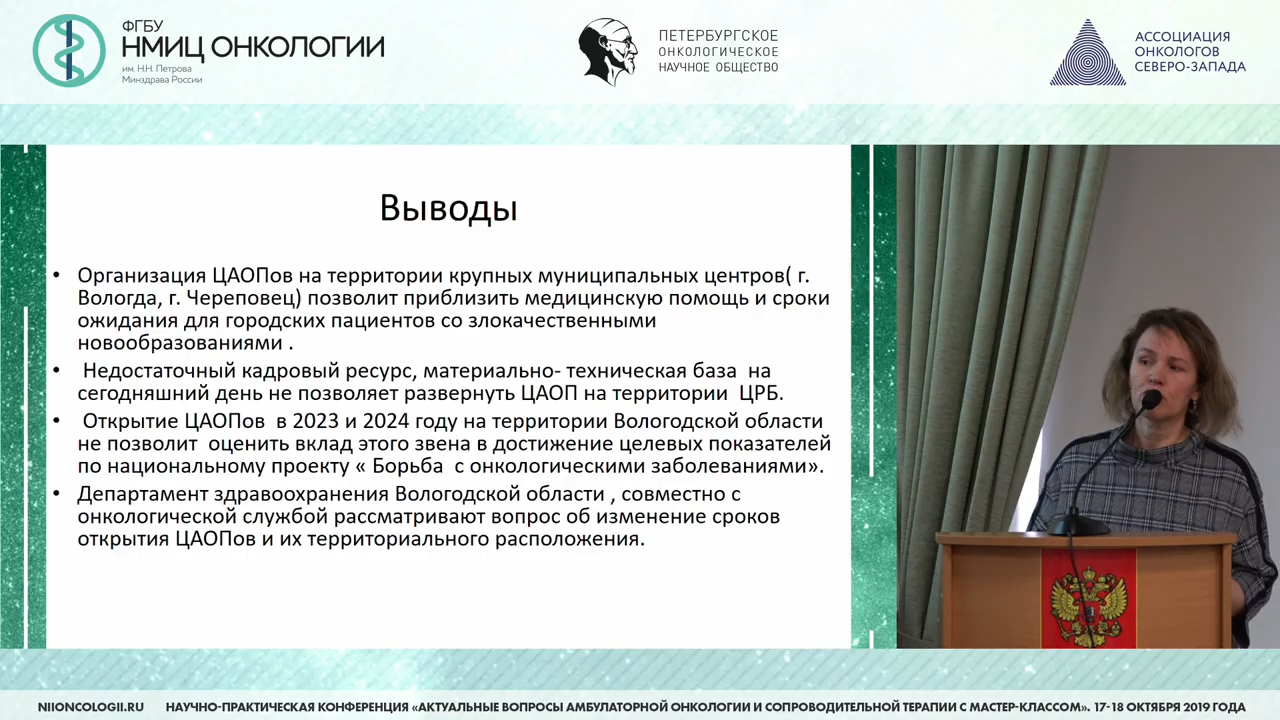 ФГБУ
НМИЦ ОНКОЛОГИИ
им. Н.Н. Петрова
Минздрава России
ПЕТЕРБУРГСКОЕ
ОНКОЛОГИЧЕСКОЕ
НАУЧНОЕ ОБЩЕСТВО
АССОЦИАЦИЯ
ОНКОЛОГОВ
СЕВЕРО-ЗАПАДА
Выводы
• Организация ЦАОПов на территории крупных муниципальных центров( г.
Вологда, г. Череповец) позволит приблизить медицинскую помощь и сроки
ожидания для городских пациентов со злокачественными
новообразованиями .
• Недостаточный кадровый ресурс, материально- техническая база на
сегодняшний день не позволяет развернуть ЦАОП на территории ЦРБ.
• Открытие ЦАОПов в 2023 и 2024 году на территории Вологодской области
не позволит оценить вклад этого звена в достижение целевых показателей
по национальному проекту « Борьба с онкологическими заболеваниями».
• Департамент здравоохранения Вологодской области , совместно с
онкологической службой рассматривают вопрос об изменение сроков
открытия ЦАОПов и их территориального расположения.
NIIONCOLOGII.RU НАУЧНО-ПРАКТИЧЕСКАЯ КОНФЕРЕНЦИЯ «АКТУАЛЬНЫЕ ВОПРОСЫ АМБУЛАТОРНОЙ ОНКОЛОГИИ И СОПРОВОДИТЕЛЬНОЙ ТЕРАПИИ С МАСТЕР-КЛАССОМ». 17-18 ОКТЯБРЯ 2019 ГОДА